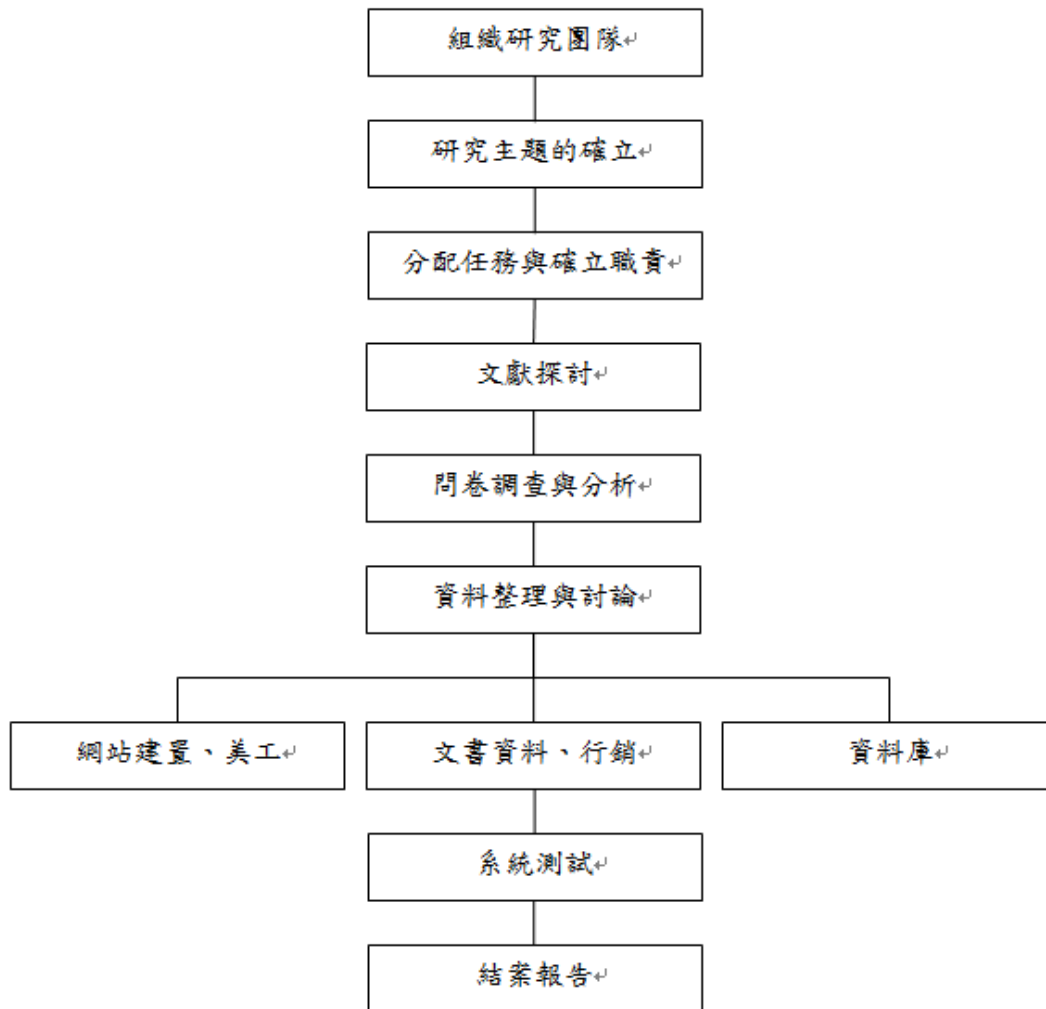 組織研究團隊
研究主題的確立
分配任務與確立職責
文獻探討
問卷調查與分析
資料整理與討論
網站建置、美工
文書資料、行銷
資料庫
系統測試
結案報告